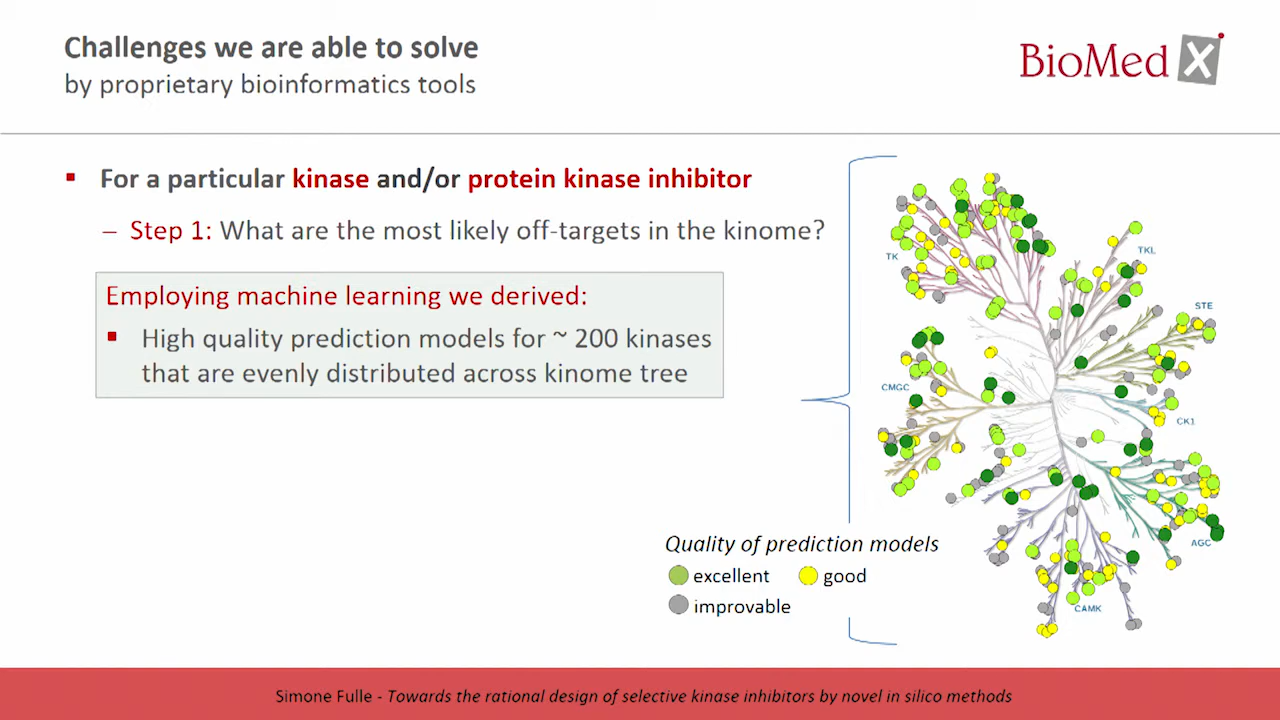 Challenges we are able to solve
by proprietary bioinformatics tools
BioMed X
▪ For a particular kinase and/or protein kinase inhibitor
– Step 1: What are the most likely off-targets in the kinome?
Employing machine learning we derived:
▪ High quality prediction models for ~ 200 kinases
that are evenly distributed across kinome tree
TK
TKL
STE
CMGC
CK1
AGC
CAMK
Quality of prediction models
excellent good
improvable
Simone Fulle - Towards the rational design of selective kinase inhibitors by novel in silico methods